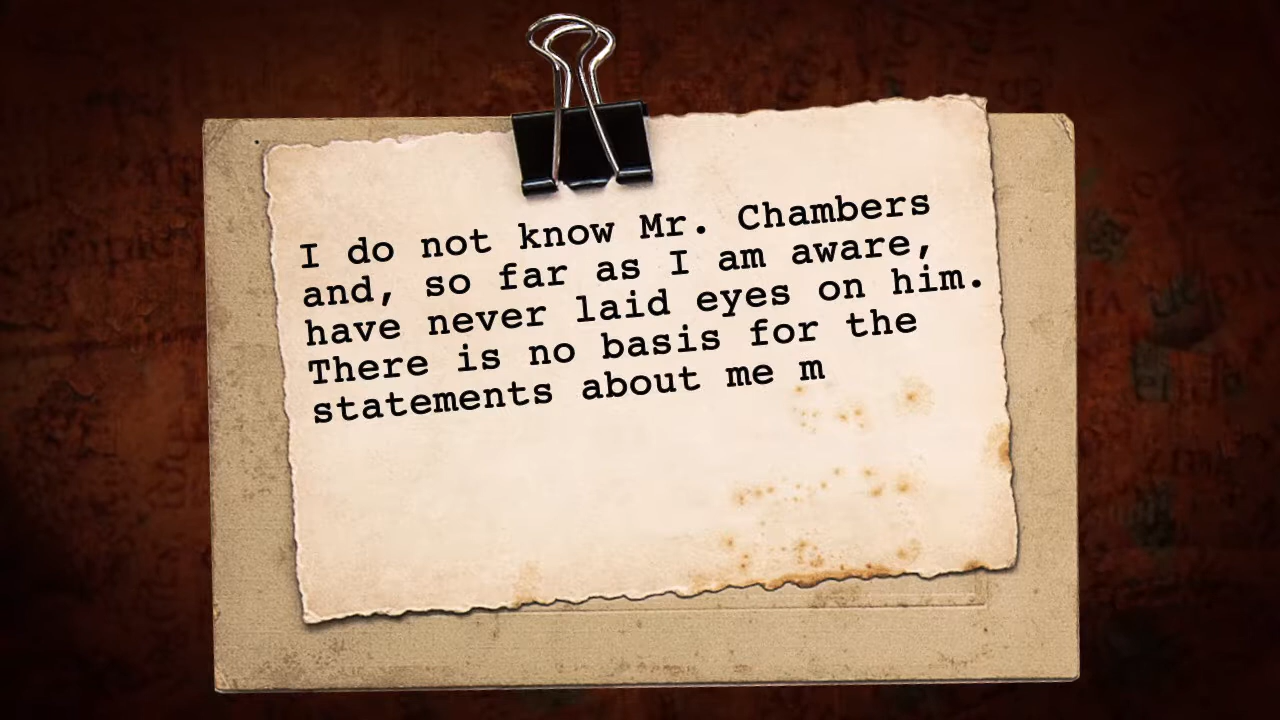 I do not know Mr. Chambers
and, so far as I am aware,
have never laid eyes on him.
There is no basis for the
statements about me m